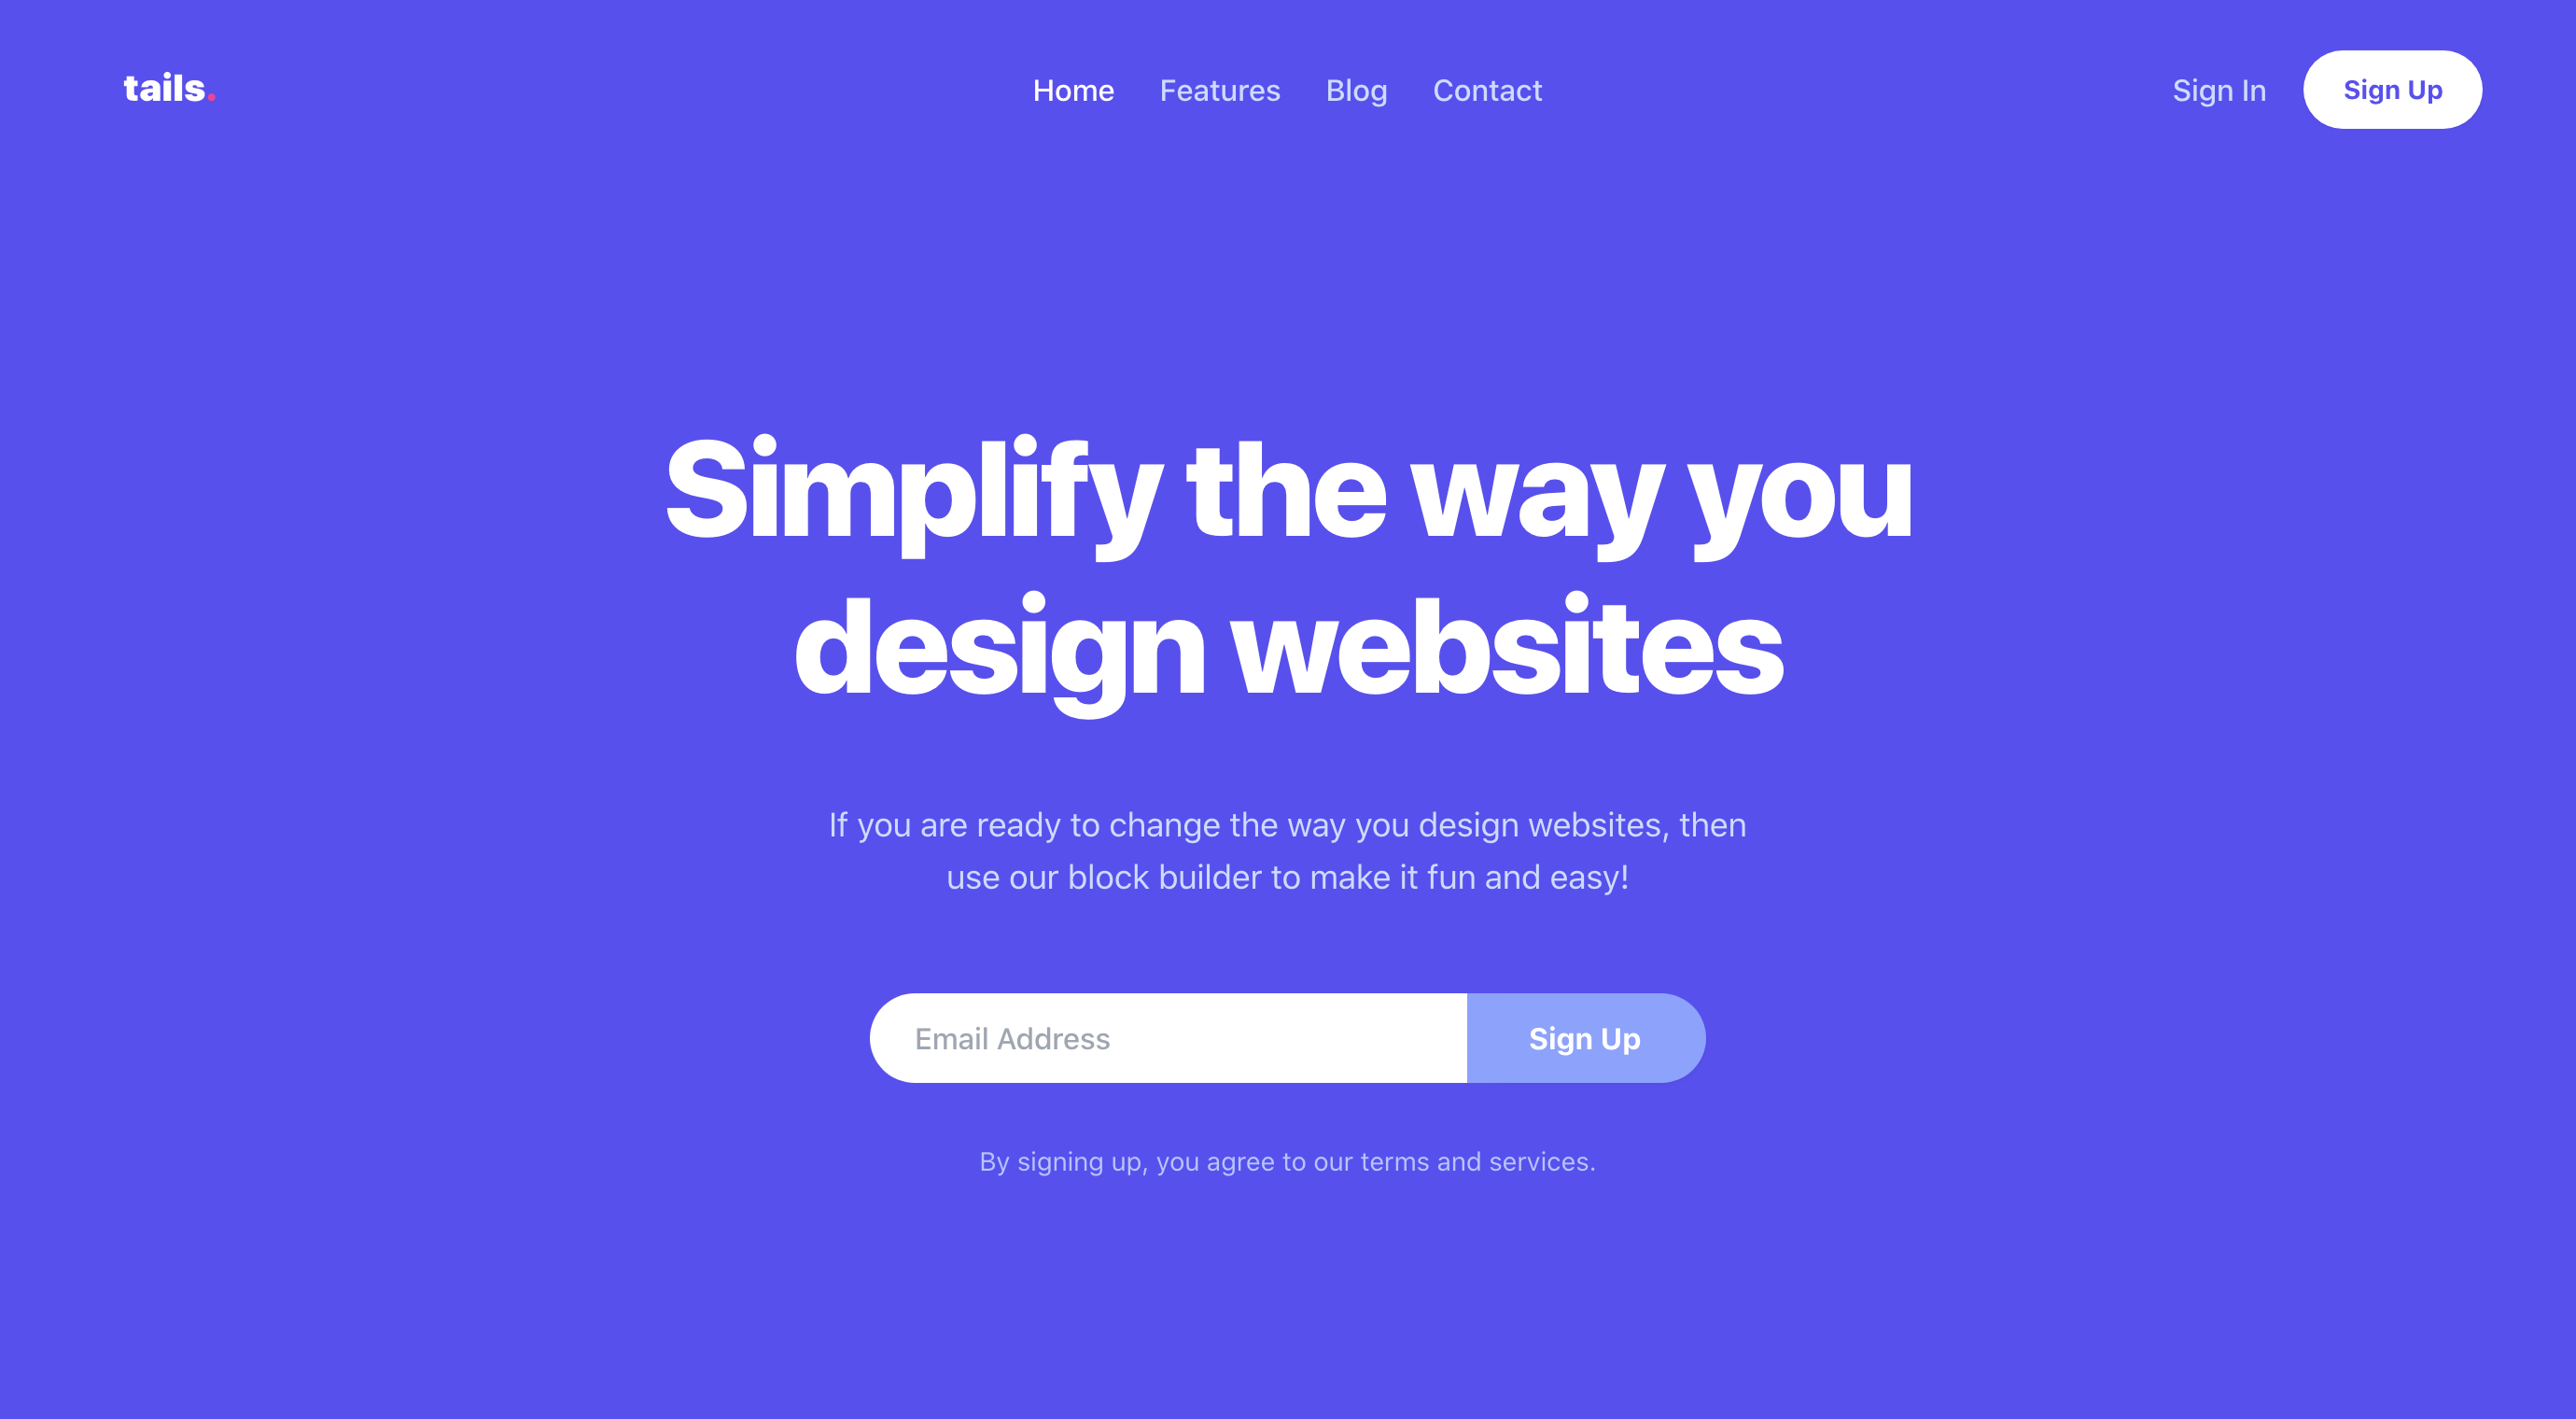 tails.
Home Features Blog Contact
Sign In Sign Up
Simplify the way you
design websites
If you are ready to change the way you design websites, then
use our block builder to make it fun and easy!
Email Address Sign Up
By signing up, you agree to our terms and services.